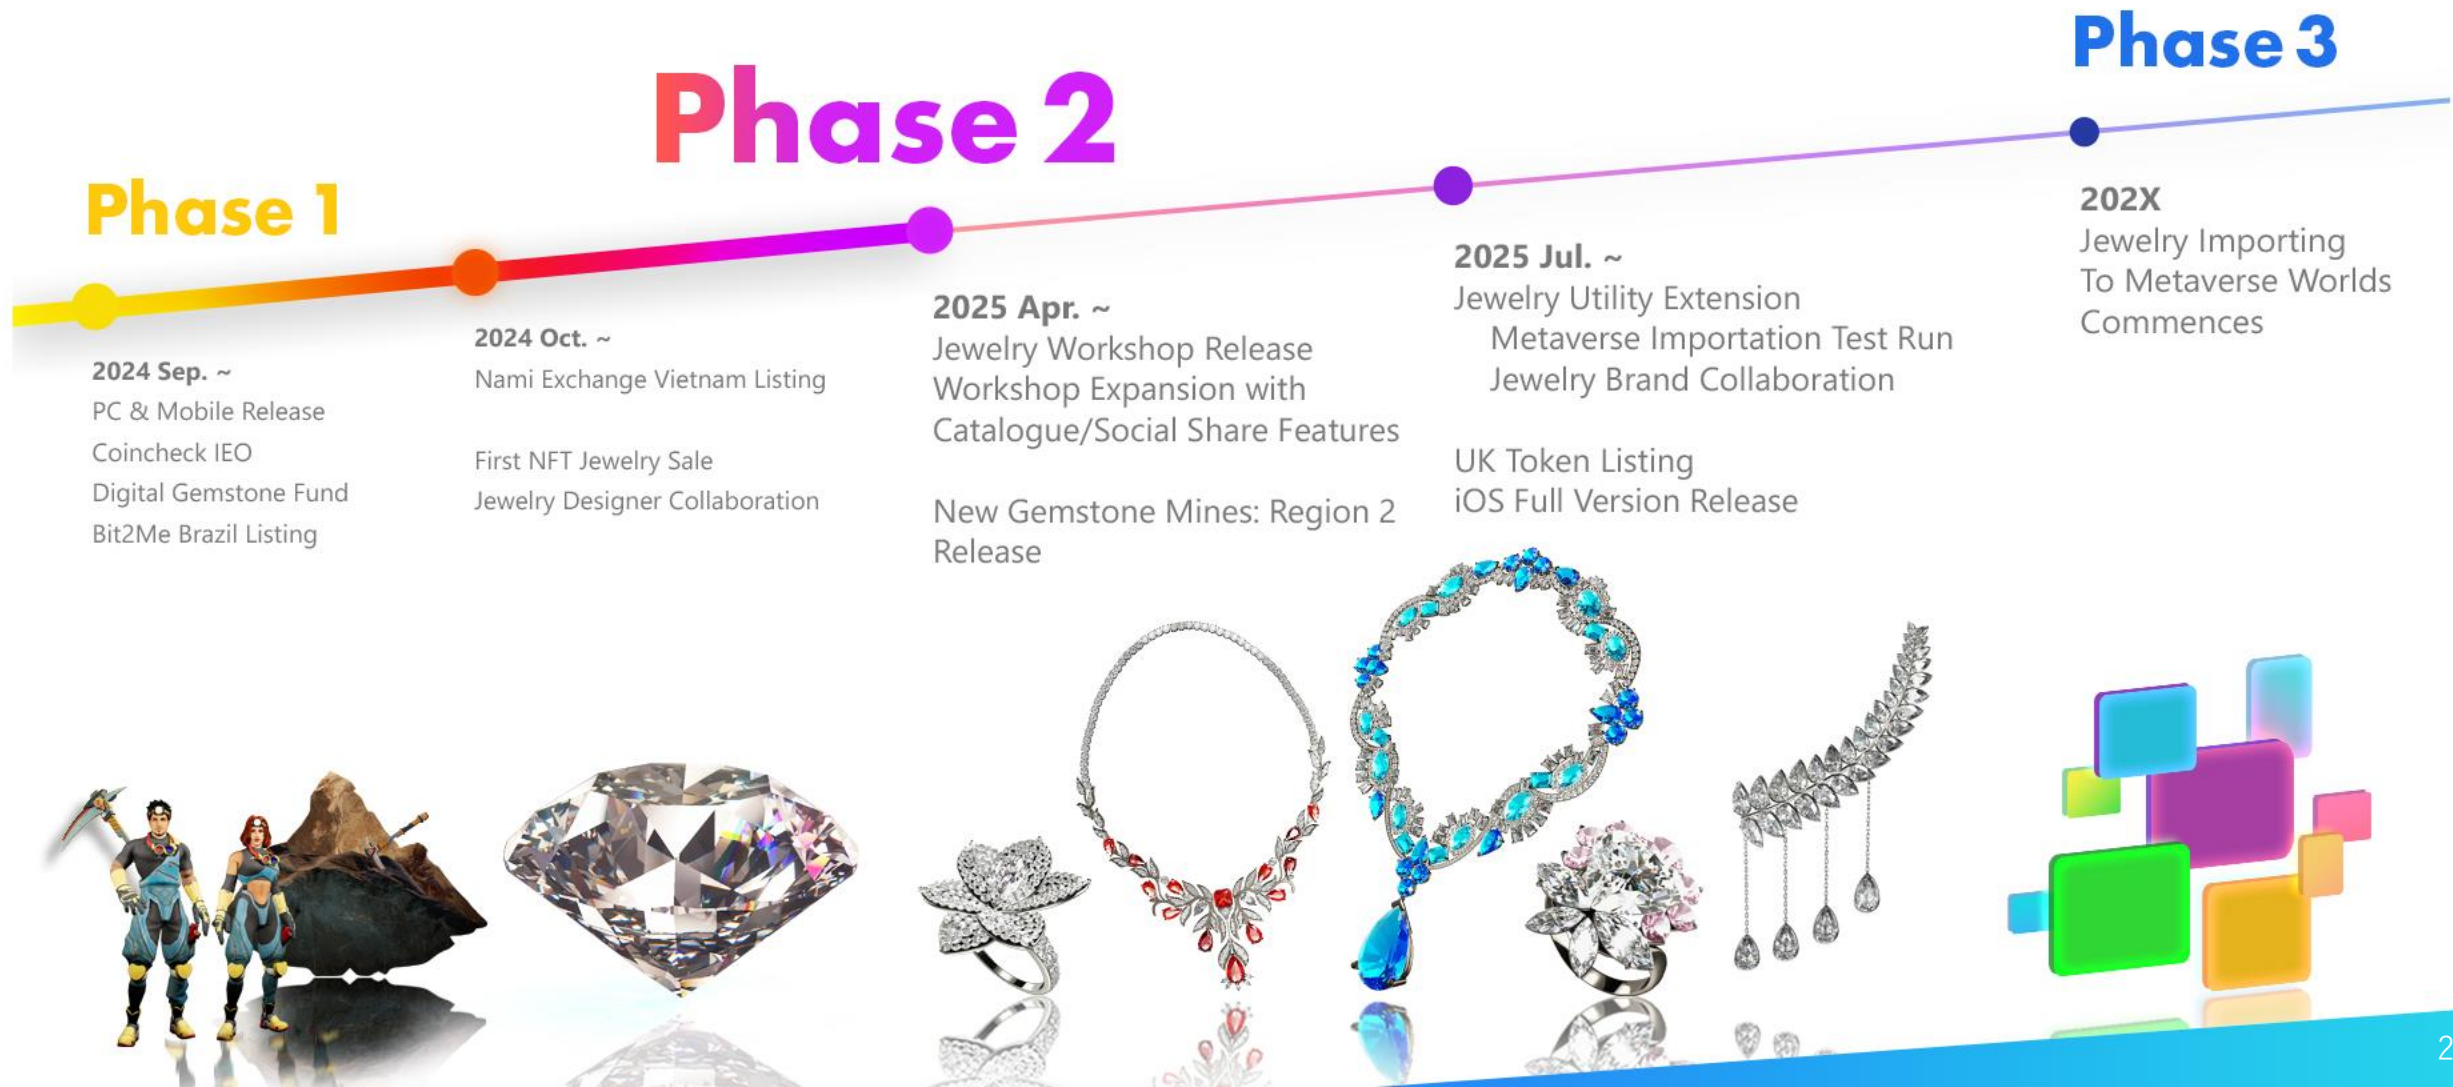 Phase 1
Phase 2
Phase 3
2024 Sep. ~
PC & Mobile Release
Coincheck IEO
Digital Gemstone Fund
Bit2Me Brazil Listing
2024 Oct. ~
Nami Exchange Vietnam Listing
First NFT Jewelry Sale
Jewelry Designer Collaboration
2025 Apr. ~
Jewelry Workshop Release
Workshop Expansion with
Catalogue/Social Share Features
New Gemstone Mines: Region 2
Release
2025 Jul. ~
Jewelry Utility Extension
Metaverse Importation Test Run
Jewelry Brand Collaboration
UK Token Listing
iOS Full Version Release
202X
Jewelry Importing
To Metaverse Worlds
Commences
2